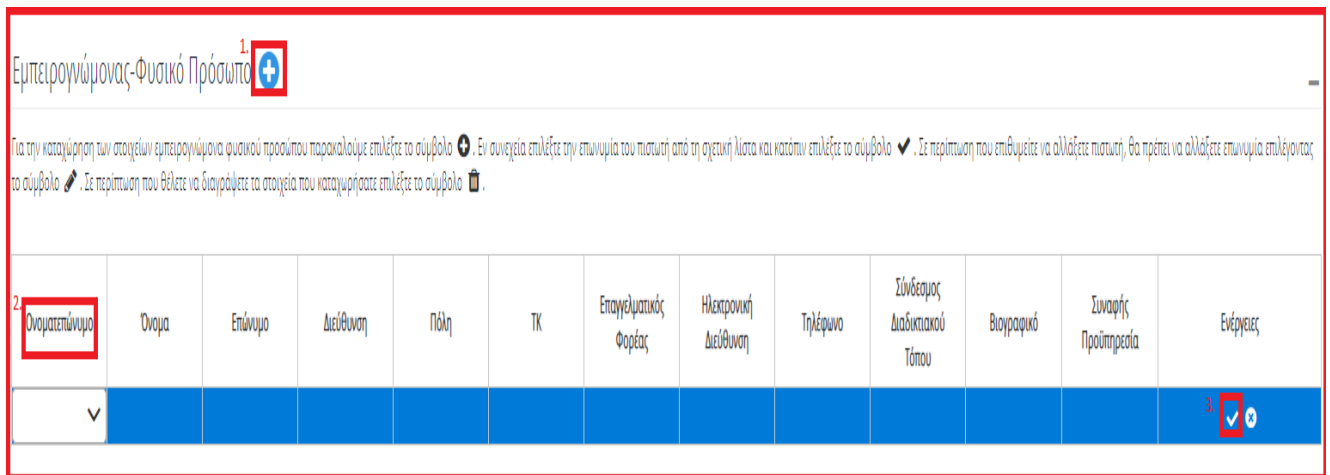 1.
Εμπειρογνώμονας-Φυσικό Πρόσωπο
Για την καταχώρηση των στοιχείων εμπειρογνώμονα φυσικού προσώπου παρακαλούμε επιλέξτε το σύμβολο . Εν συνεχεία επιλέξτε την επωνυμία του πιστωτή από τη σχετική λίστα και κατόπιν επιλέξτε το σύμβολο ✔ . Σε περίπτωση που επιθυμείτε να αλλάξετε πιστωτή, θα πρέπει να αλλάξετε επωνυμία επιλέγοντας
το σύμβολο . Σε περίπτωση που θέλετε να διαγράψετε τα στοιχεία που καταχωρήσατε επιλέξτε το σύμβολο .
2.
Ονοματεπώνυμο
Όνομα
Επώνυμο
Διεύθυνση
Πόλη
ΤΚ
Επαγγελματικός
Φορέας
Ηλεκτρονική
Διεύθυνση
Τηλέφωνο
Σύνδεσμος
Διαδικτιακού
Τόπου
Βιογραφικό
Συναφής
Προϋπηρεσία
Ενέργειες
3.